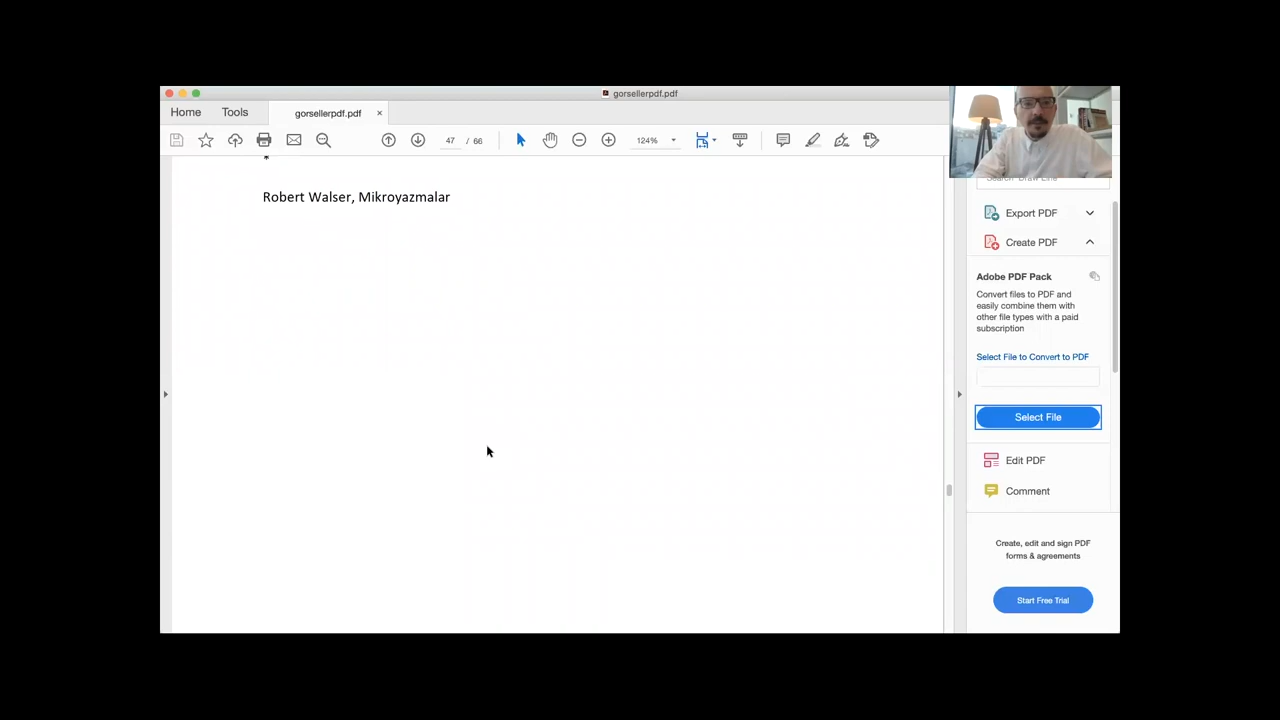 gorsellerpdf.pdf
Home
Tools
gorsellerpdf.pdf
×
47 / 66
124%
*
Robert Walser, Mikroyazmalar
Export PDF
Create PDF
Adobe PDF Pack
Convert files to PDF and
easily combine them with
other file types with a paid
subscription
Select File to Convert to PDF
Select File
Edit PDF
Comment
Create, edit and sign PDF
forms & agreements
Start Free Trial